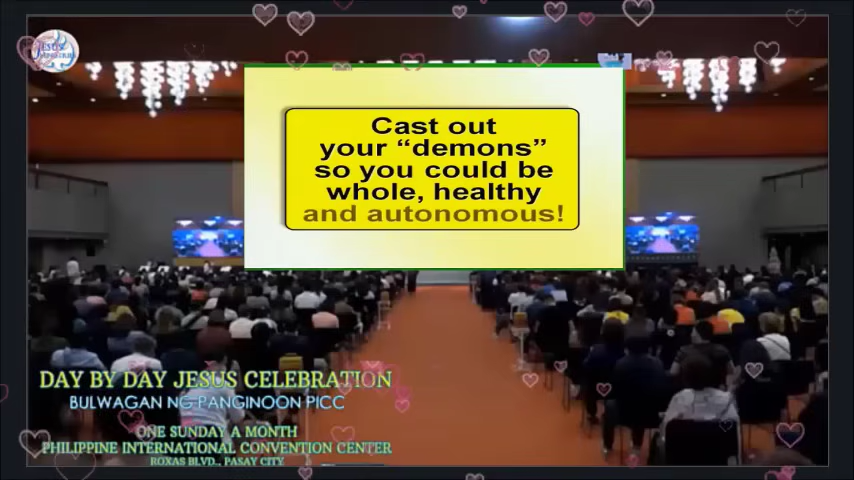 Cast out
your “demons”
so you could be
whole, healthy
and autonomous!
DAY BY DAY JESUS CELEBRATION
BULWAGAN NG PANGINOON PICC
ONE SUNDAY A MONTH
PHILIPPINE INTERNATIONAL CONVENTION CENTER
ROXAS BLVD., PASAY CITY